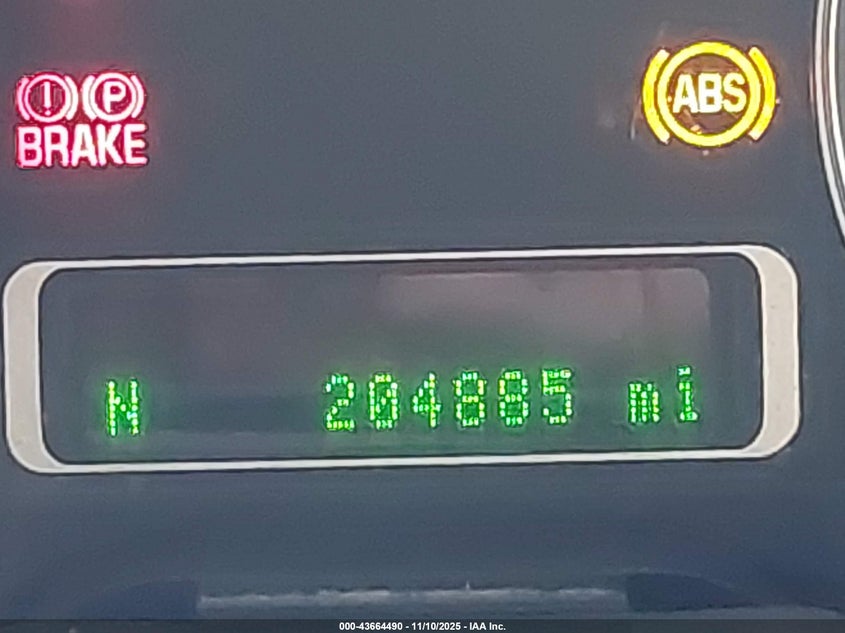 ! P
BRAKE
ABS
N 204885 mi
000-43664490 - 11/10/2025 - IAA Inc.